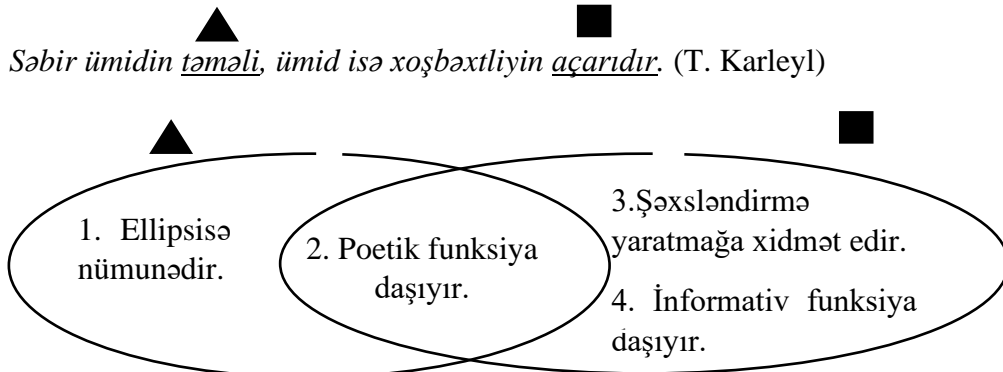 Səbir ümidin təməli, ümid isə xoşbəxtliyin açarıdır. (T. Karleyl)
1. Ellipsisə
nümunədir.
2. Poetik funksiya
daşıyır.
3.Şəxsləndirmə
yaratmağa xidmət edir.
4. İnformativ funksiya
daşıyır.